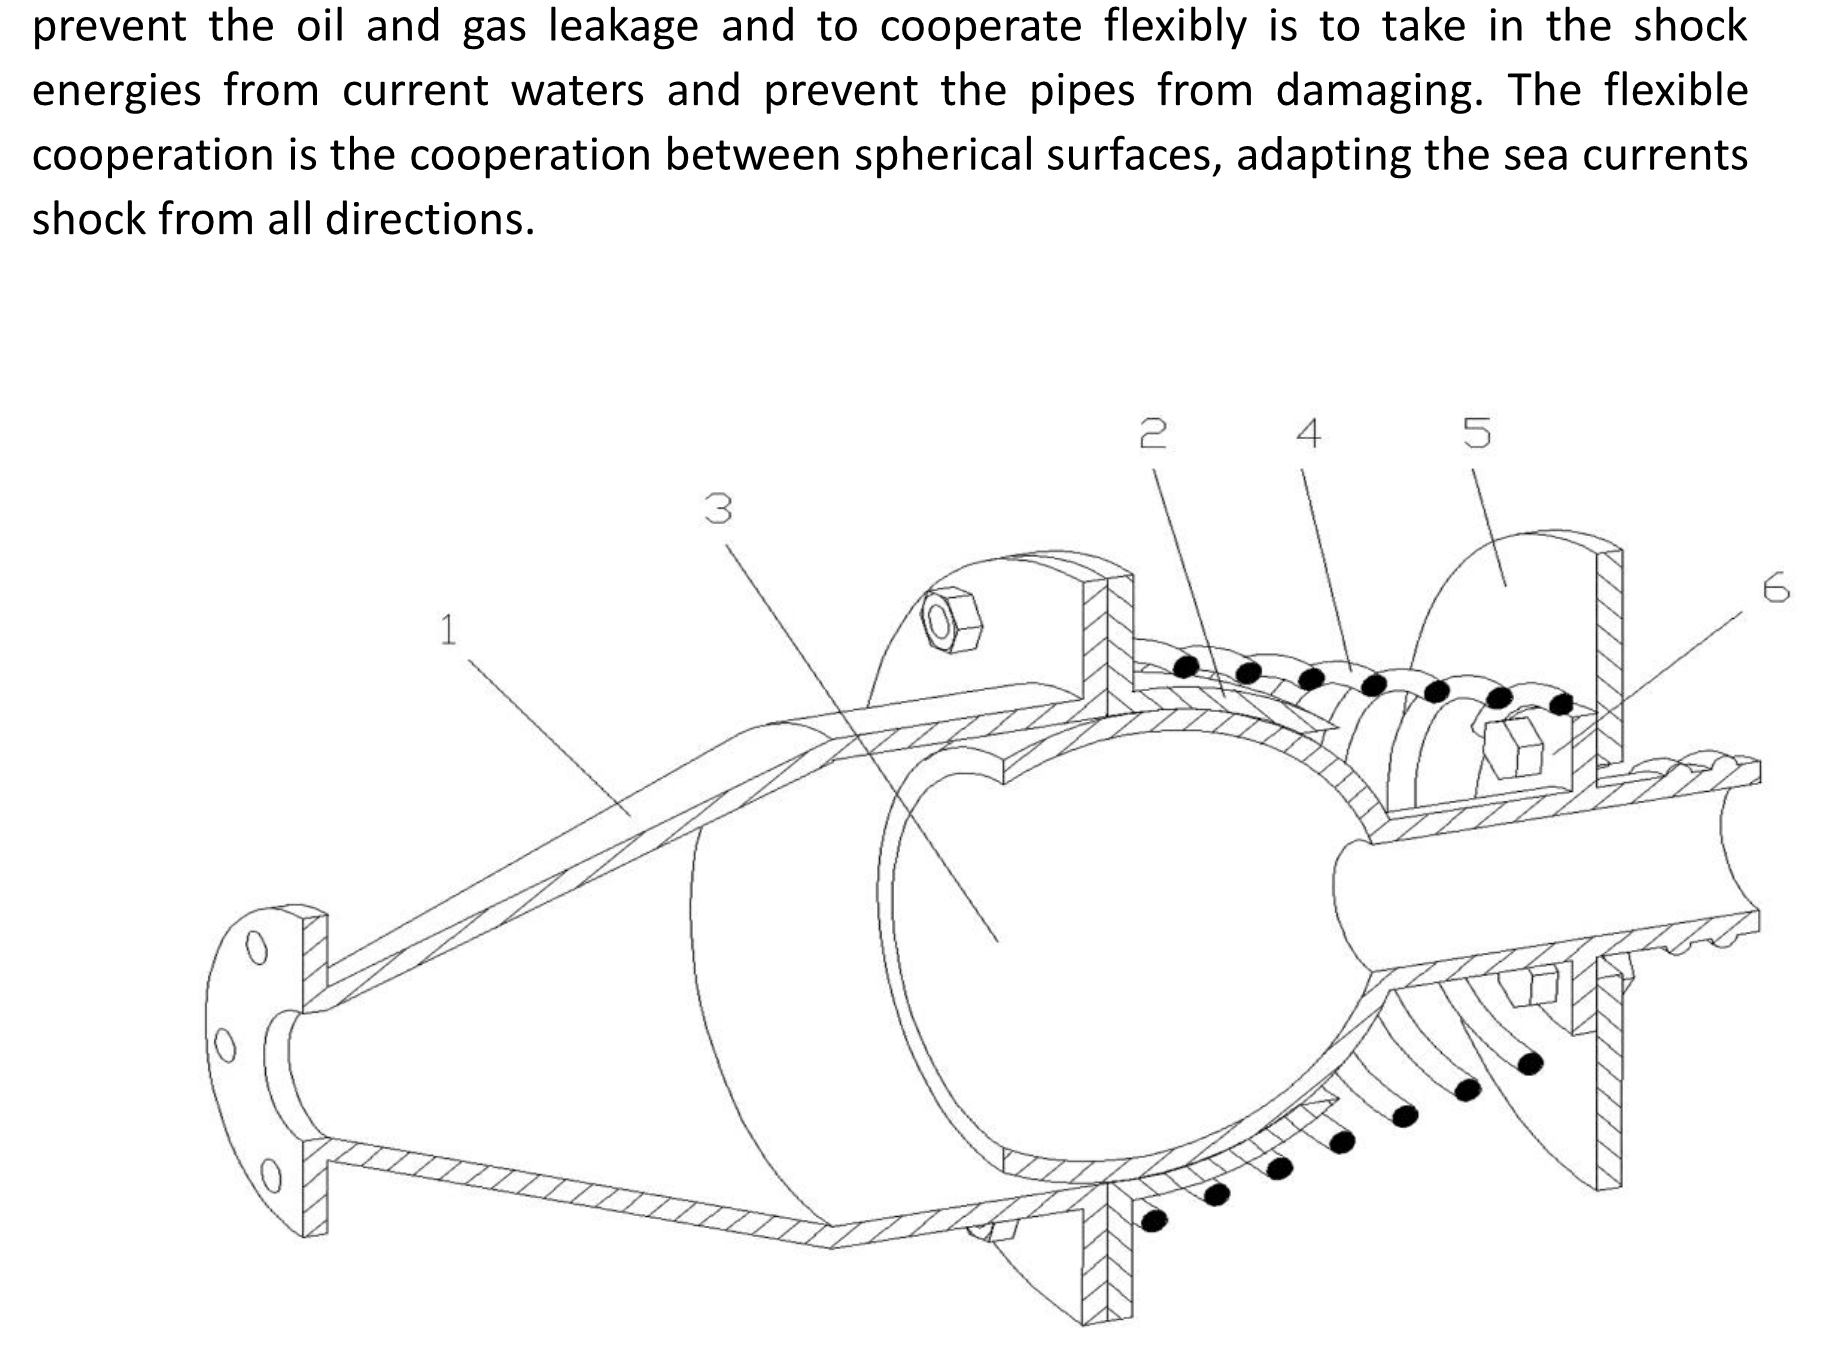 prevent the oil and gas leakage and to cooperate flexibly is to take in the shock
energies from current waters and prevent the pipes from damaging. The flexible
cooperation is the cooperation between spherical surfaces, adapting the sea currents
shock from all directions.
2 4 5
3
6
1